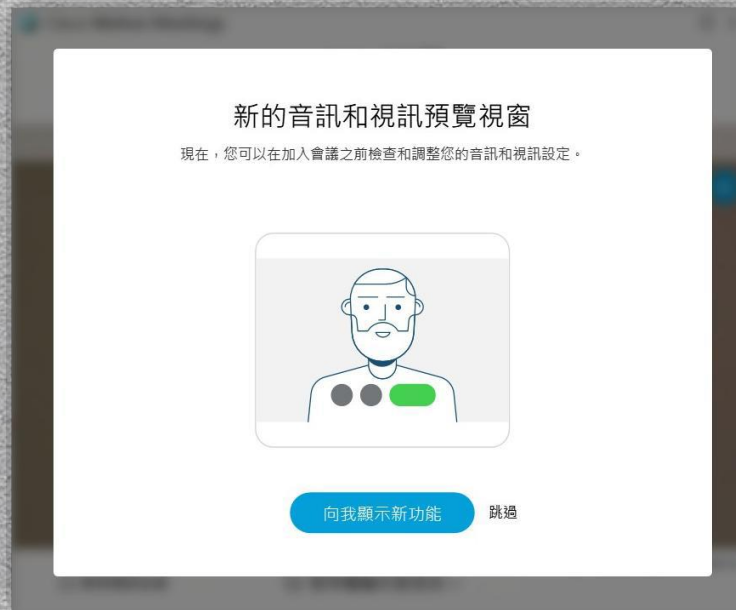 新的音訊和視訊預覽視窗
現在，您可以在加入會議之前檢查和調整您的音訊和視訊設定。
向我顯示新功能 跳過